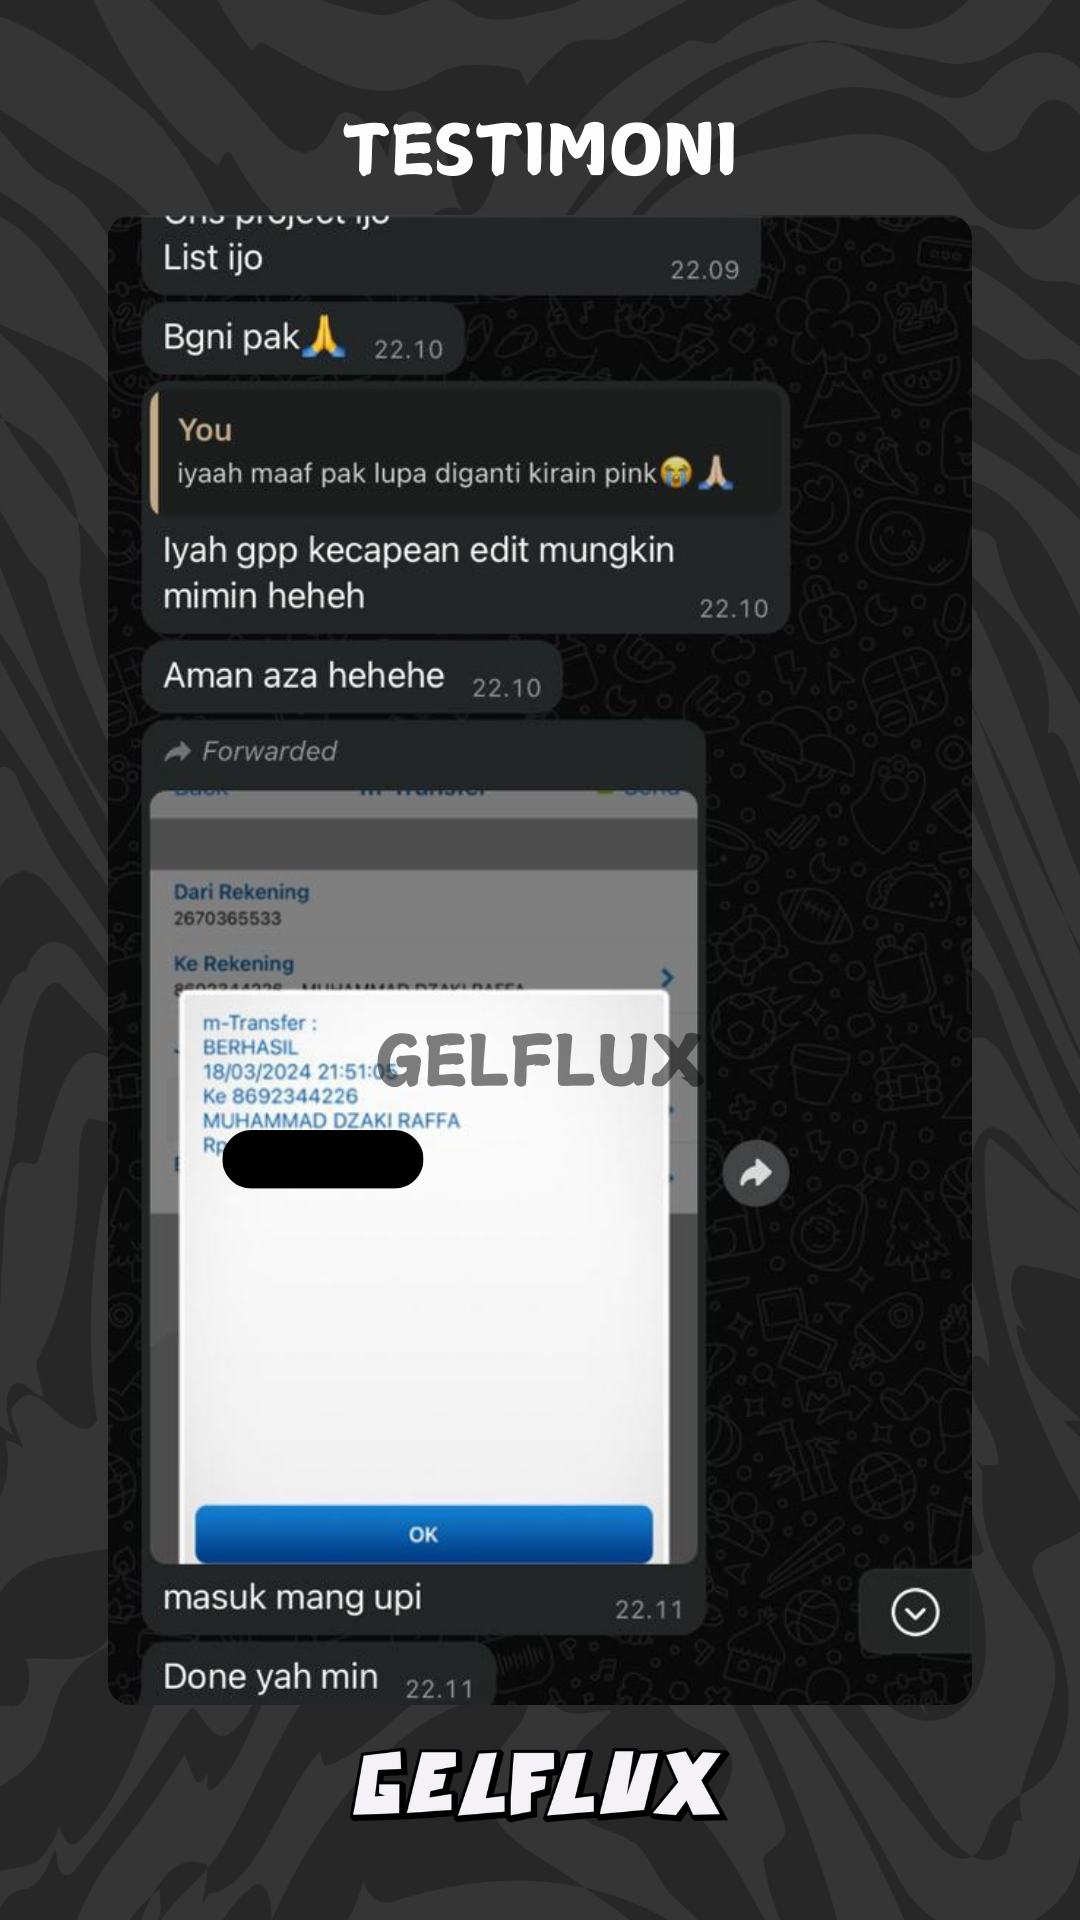 TESTIMONI
List ijo
22.09
Bgni pak🙏 22.10
You
iyaah maaf pak lupa diganti kirain pink😭🙏🏼
Iyah gpp kecapean edit mungkin
mimin heheh
22.10
Aman aza hehehe 22.10
Forwarded
Back m-Transfer Send
Dari Rekening
2670365533
Ke Rekening
m-Transfer :
BERHASIL
18/03/2024 21:51:05
Ke 8692344226
MUHAMMAD DZAKI RAFFA
Rp
GELFLUX
OK
masuk mang upi
22.11
Done yah min 22.11
GELFLUX